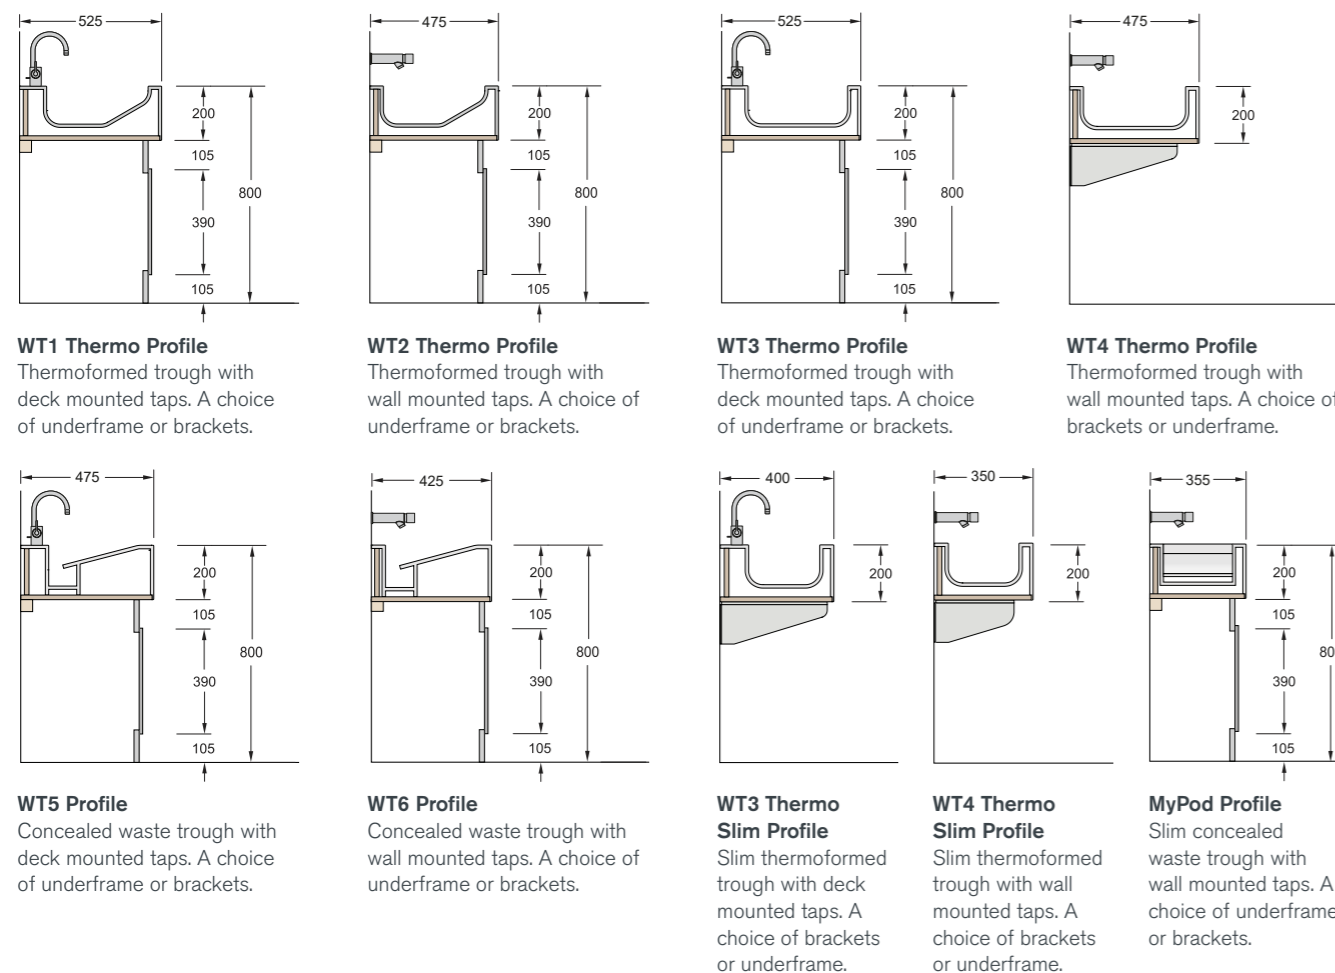 525
200
105
390
105
800
WT1 Thermo Profile
Thermoformed trough with
deck mounted taps. A choice
of underframe or brackets.
475
200
105
390
105
800
WT2 Thermo Profile
Thermoformed trough with
wall mounted taps. A choice of
underframe or brackets.
525
200
105
390
105
800
WT3 Thermo Profile
Thermoformed trough with
deck mounted taps. A choice
of underframe or brackets.
475
200
WT4 Thermo Profile
Thermoformed trough with
wall mounted taps. A choice of
brackets or underframe.
475
200
105
390
105
800
WT5 Profile
Concealed waste trough with
deck mounted taps. A choice
of underframe or brackets.
425
200
105
390
105
800
WT6 Profile
Concealed waste trough with
wall mounted taps. A choice of
underframe or brackets.
400
200
WT3 Thermo
Slim Profile
Slim thermoformed
trough with deck
mounted taps. A
choice of brackets
or underframe.
350
200
WT4 Thermo
Slim Profile
Slim thermoformed
trough with wall
mounted taps. A
choice of brackets
or underframe.
355
200
105
390
105
80
MyPod Profile
Slim concealed
waste trough with
wall mounted taps. A
choice of underframe
or brackets.